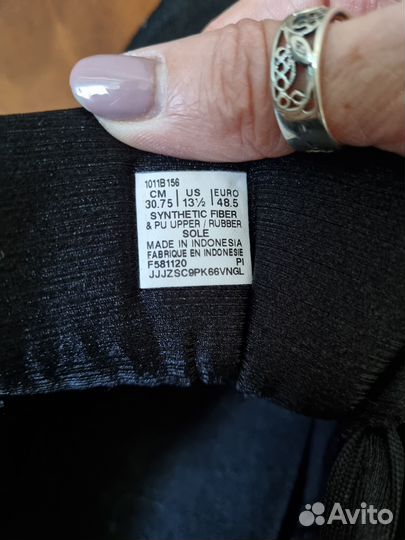 1011B156
CM | US | EURO
30.75 | 13½ | 48.5
SYNTHETIC FIBER
& PU UPPER / RUBBER
SOLE
MADE IN INDONESIA
FABRIQUE EN INDONESIE
F581120 PI
JJJZSC9PK66VNGL
Avito